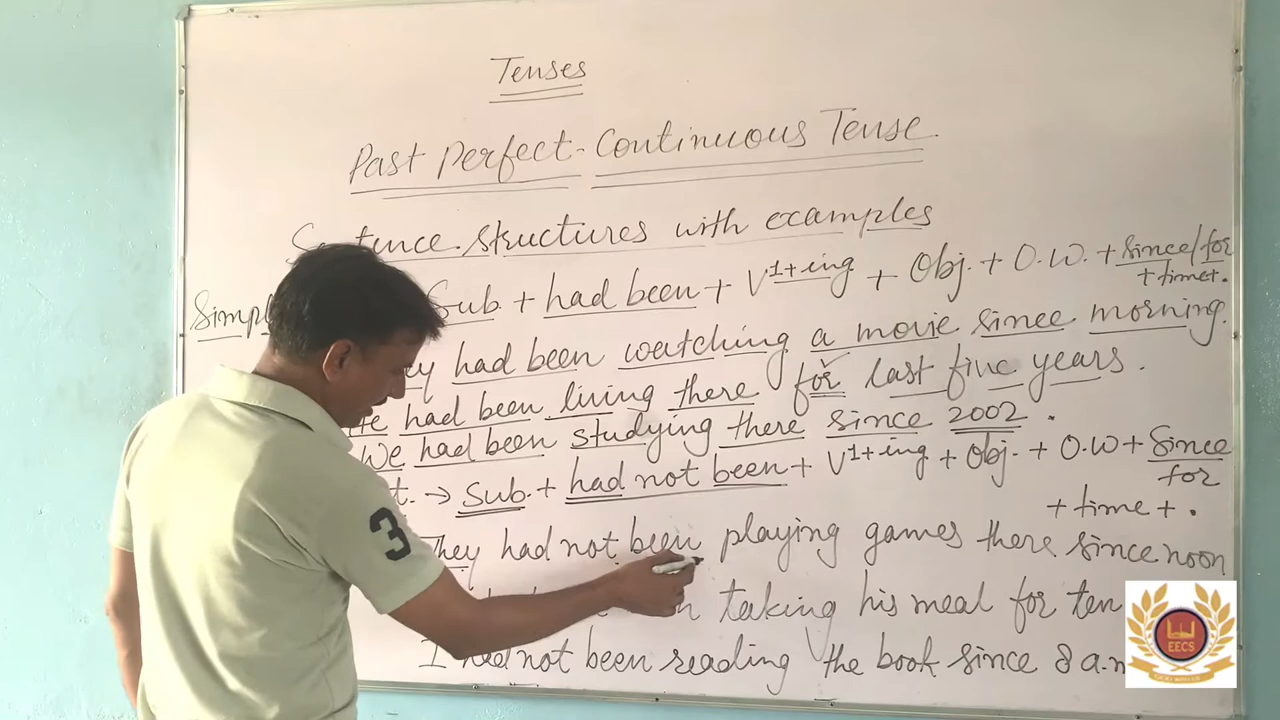 Tenses
Past Perfect-Continuous Tense.
Sentence structures with examples
Sub. + had been + V1+ing + Obj. + O.W. + since/for
+ time + .
had been watching a movie since morning.
He had been living there for last five years.
We had been studying there since 2002.
→ Sub. + had not been + V1+ing + Obj. + O.W + Since
for
+ time + .
They had not been playing games there since noon
taking his meal for ten
I had not been reading the book since 8 a.m
3
EECS